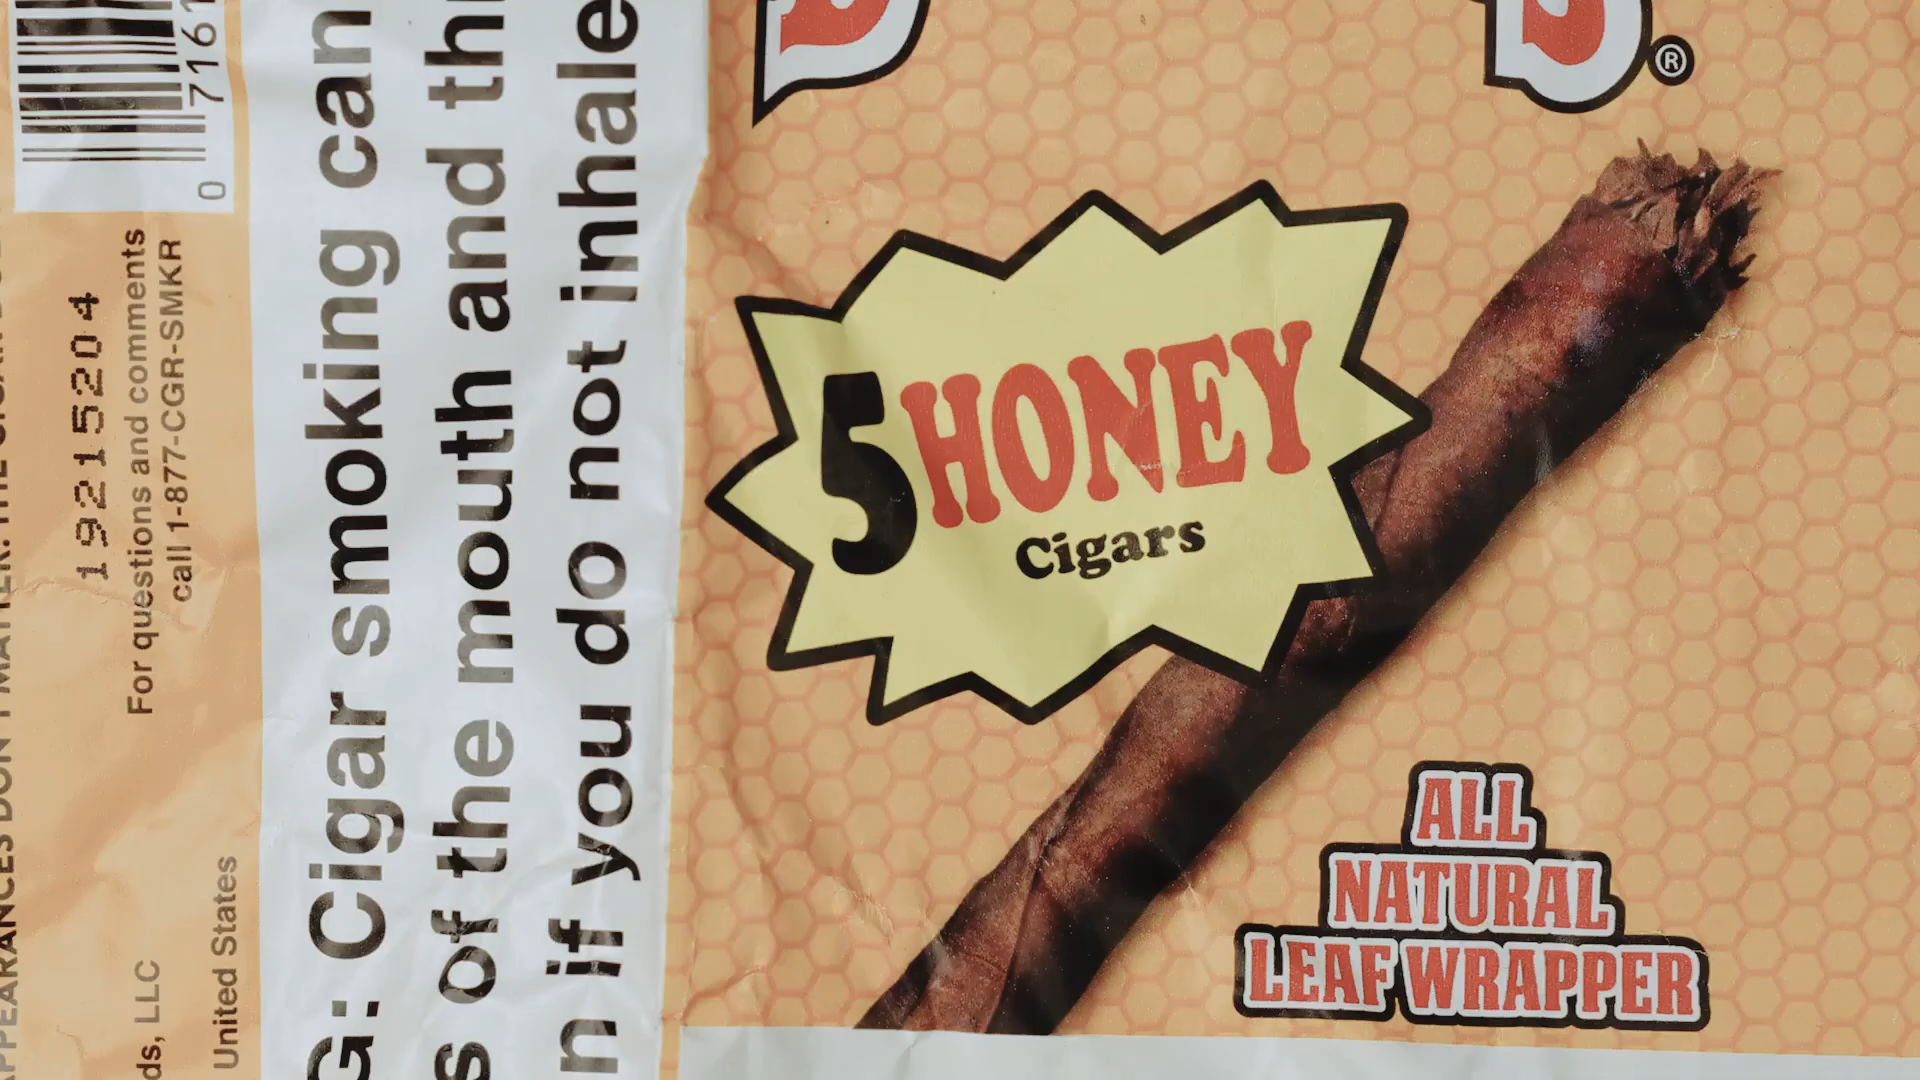 0 7161
19215204
For questions and comments
call 1-877-CGR-SMKR
APPEARANCES DON'T MATTER. THE CIGAR
ds, LLC
United States
G: Cigar smoking can
s of the mouth and th
n if you do not inhale
®
5 HONEY
Cigars
ALL
NATURAL
LEAF WRAPPER